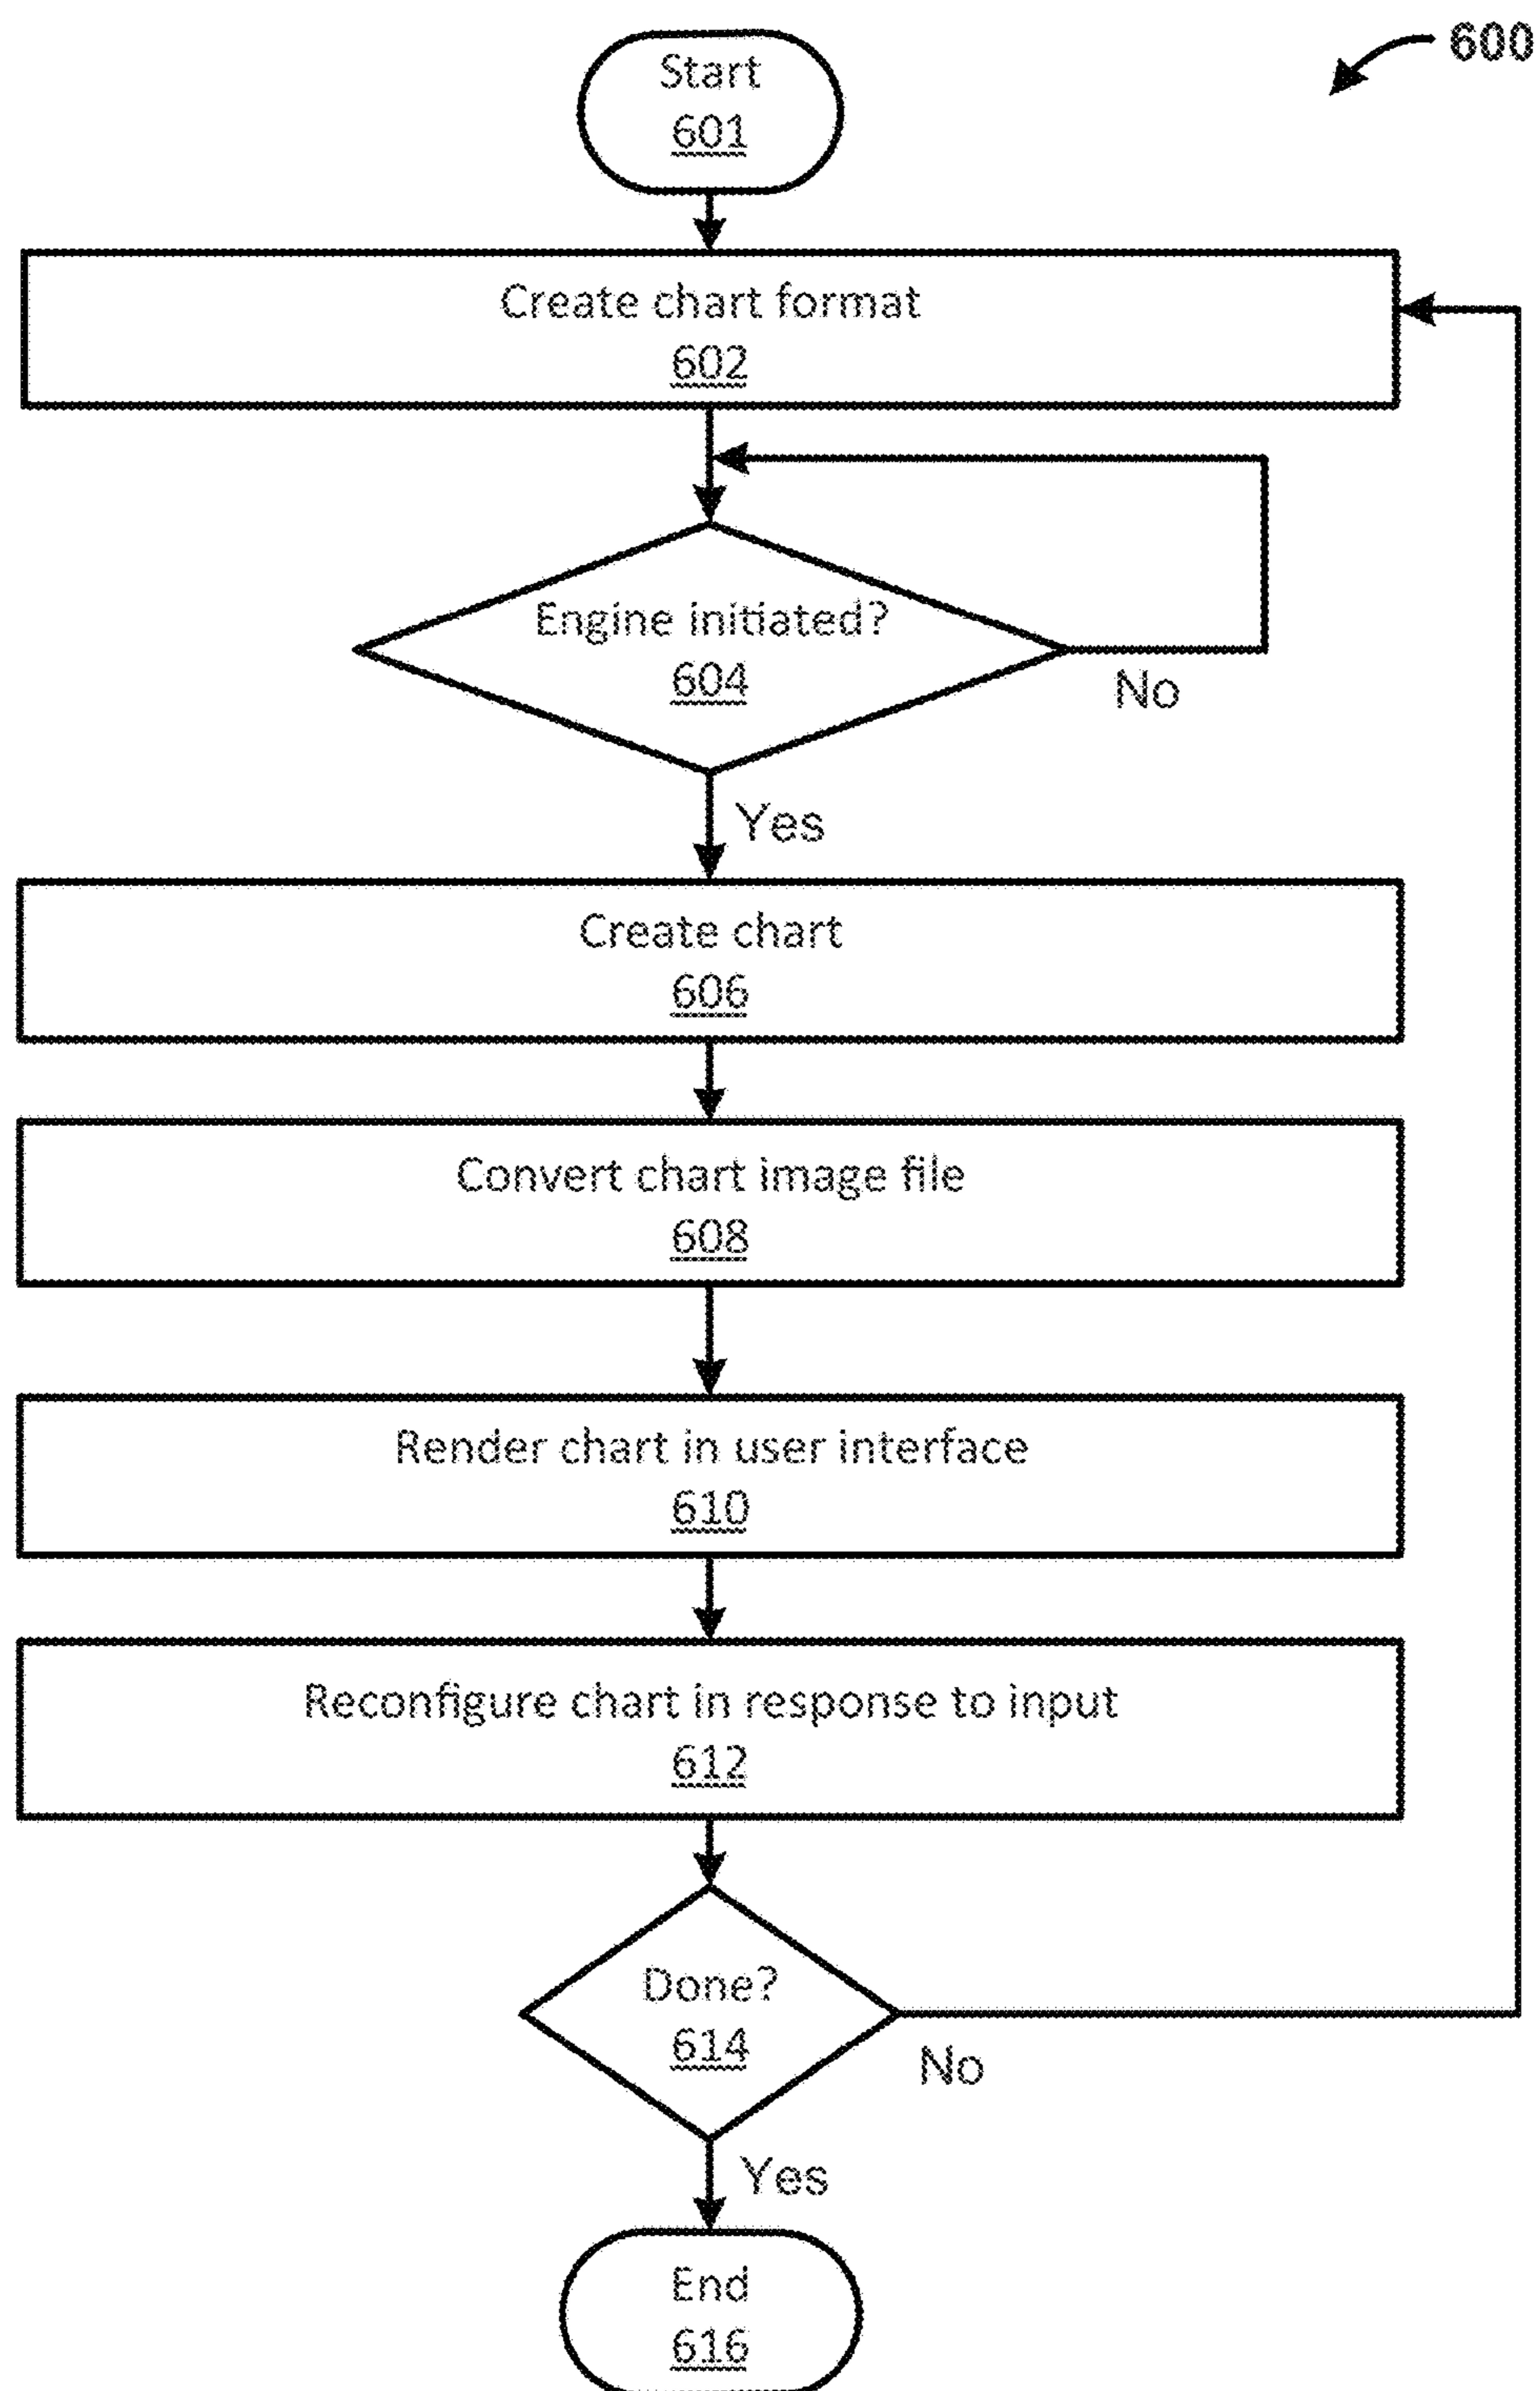 600
Start
601
Create chart format
602
Engine initiated?
604
No
Yes
Create chart
606
Convert chart image file
608
Render chart in user interface
610
Reconfigure chart in response to input
612
Done?
614
No
Yes
End
616